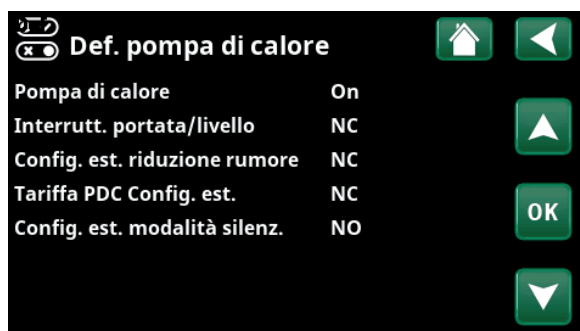 Def. pompa di calore
Pompa di calore On
Interrutt. portata/livello NC
Config. est. riduzione rumore NC
Tariffa PDC Config. est. NC
Config. est. modalità silenz. NO
OK